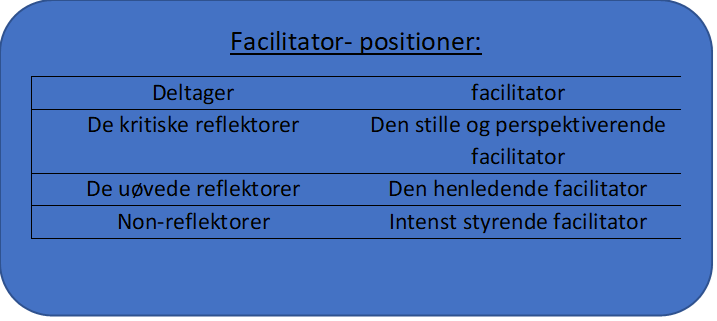 Facilitator- positioner:
Deltager facilitator
De kritiske reflektorer Den stille og perspektiverende
facilitator
De uøvede reflektorer Den henledende facilitator
Non-reflektorer Intenst styrende facilitator